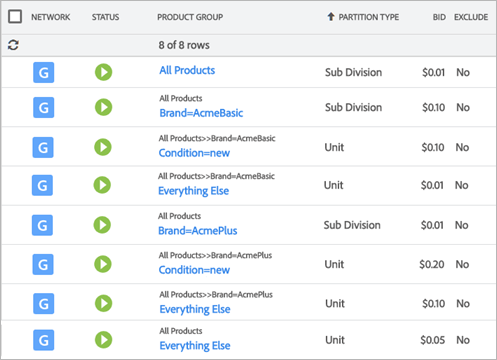 NETWORK STATUS PRODUCT GROUP PARTITION TYPE BID EXCLUDE
8 of 8 rows
G All Products Sub Division $0.01 No
All Products
G Brand=AcmeBasic Sub Division $0.10 No
All Products>>Brand=AcmeBasic
G Condition=new Unit $0.10 No
All Products>>Brand=AcmeBasic
G Everything Else Unit $0.01 No
All Products
G Brand=AcmePlus Sub Division $0.01 No
All Products>>Brand=AcmePlus
G Condition=new Unit $0.20 No
All Products>>Brand=AcmePlus
G Everything Else Unit $0.10 No
All Products
G Everything Else Unit $0.05 No